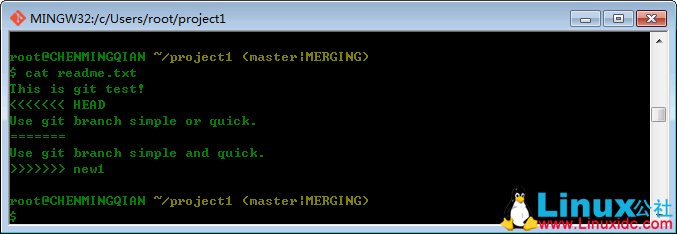 MINGW32:/c/Users/root/project1
root@CHENMINGQIAN ~/project1 (master|MERGING)
$ cat readme.txt
This is git test!
<<<<<<< HEAD
Use git branch simple or quick.
=======
Use git branch simple and quick.
>>>>>>> new1
root@CHENMINGQIAN ~/project1 (master|MERGING)
$
Linux公社
www.Linuxidc.com